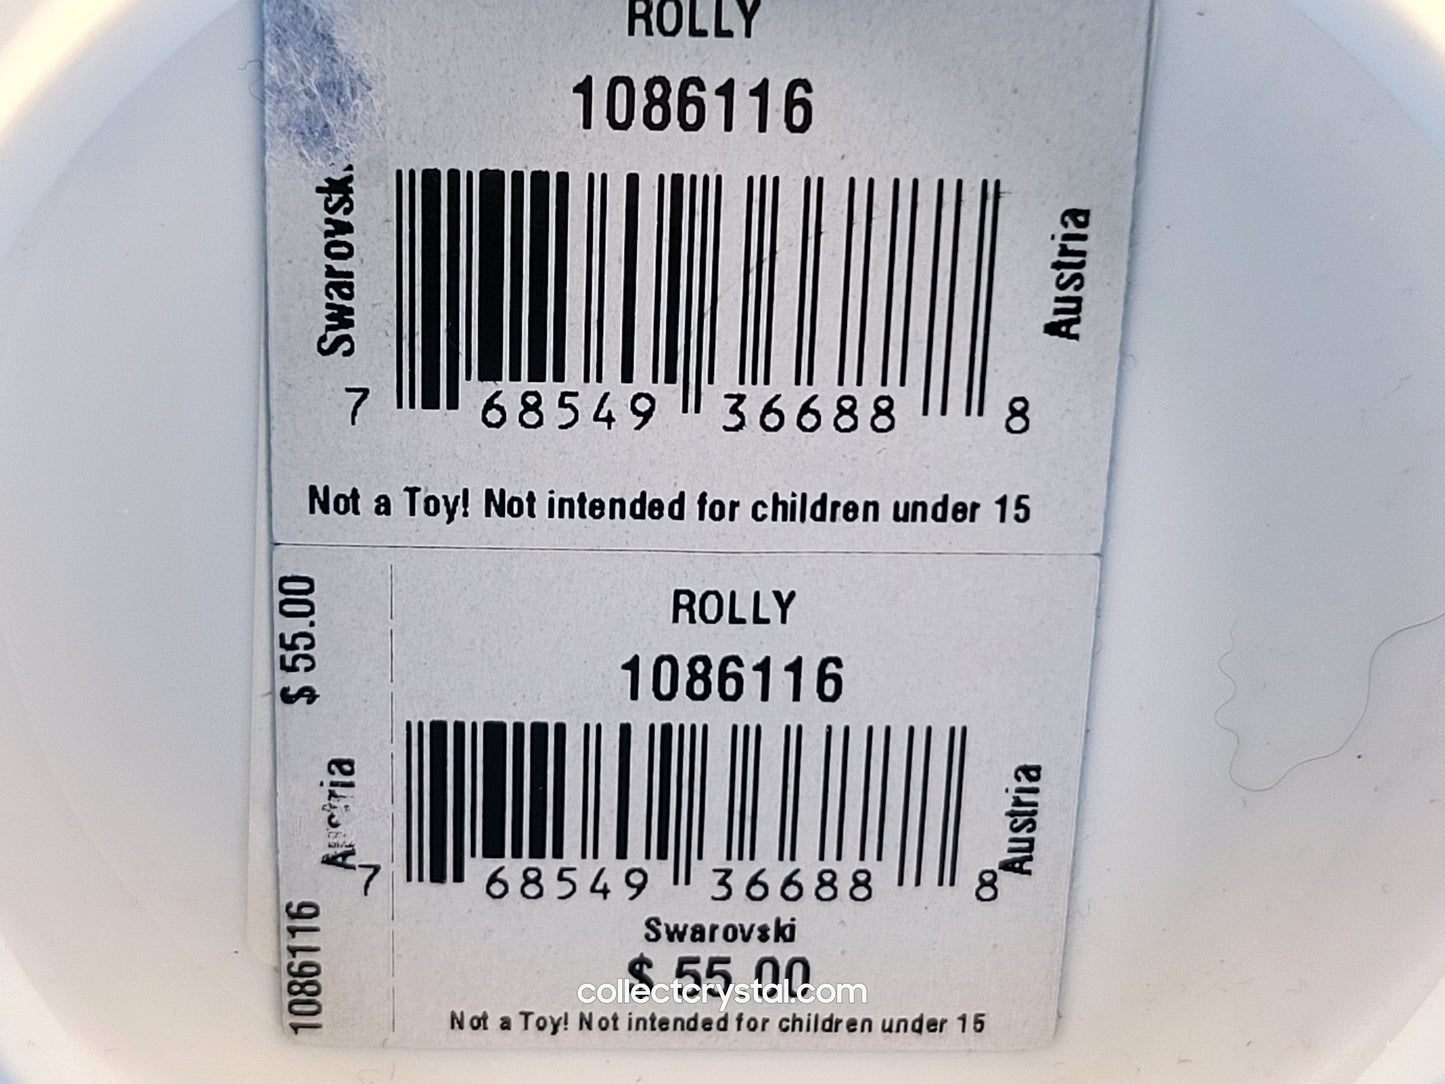 ROLLY
1086116
Swarovski
Austria
7 68549 36688 8
Not a Toy! Not intended for children under 15
$ 55.00
Austria
1086116
ROLLY
1086116
Austria
7 68549 36688 8
Swarovski
$ 55.00
collectcrystal.com
Not a Toy! Not intended for children under 15